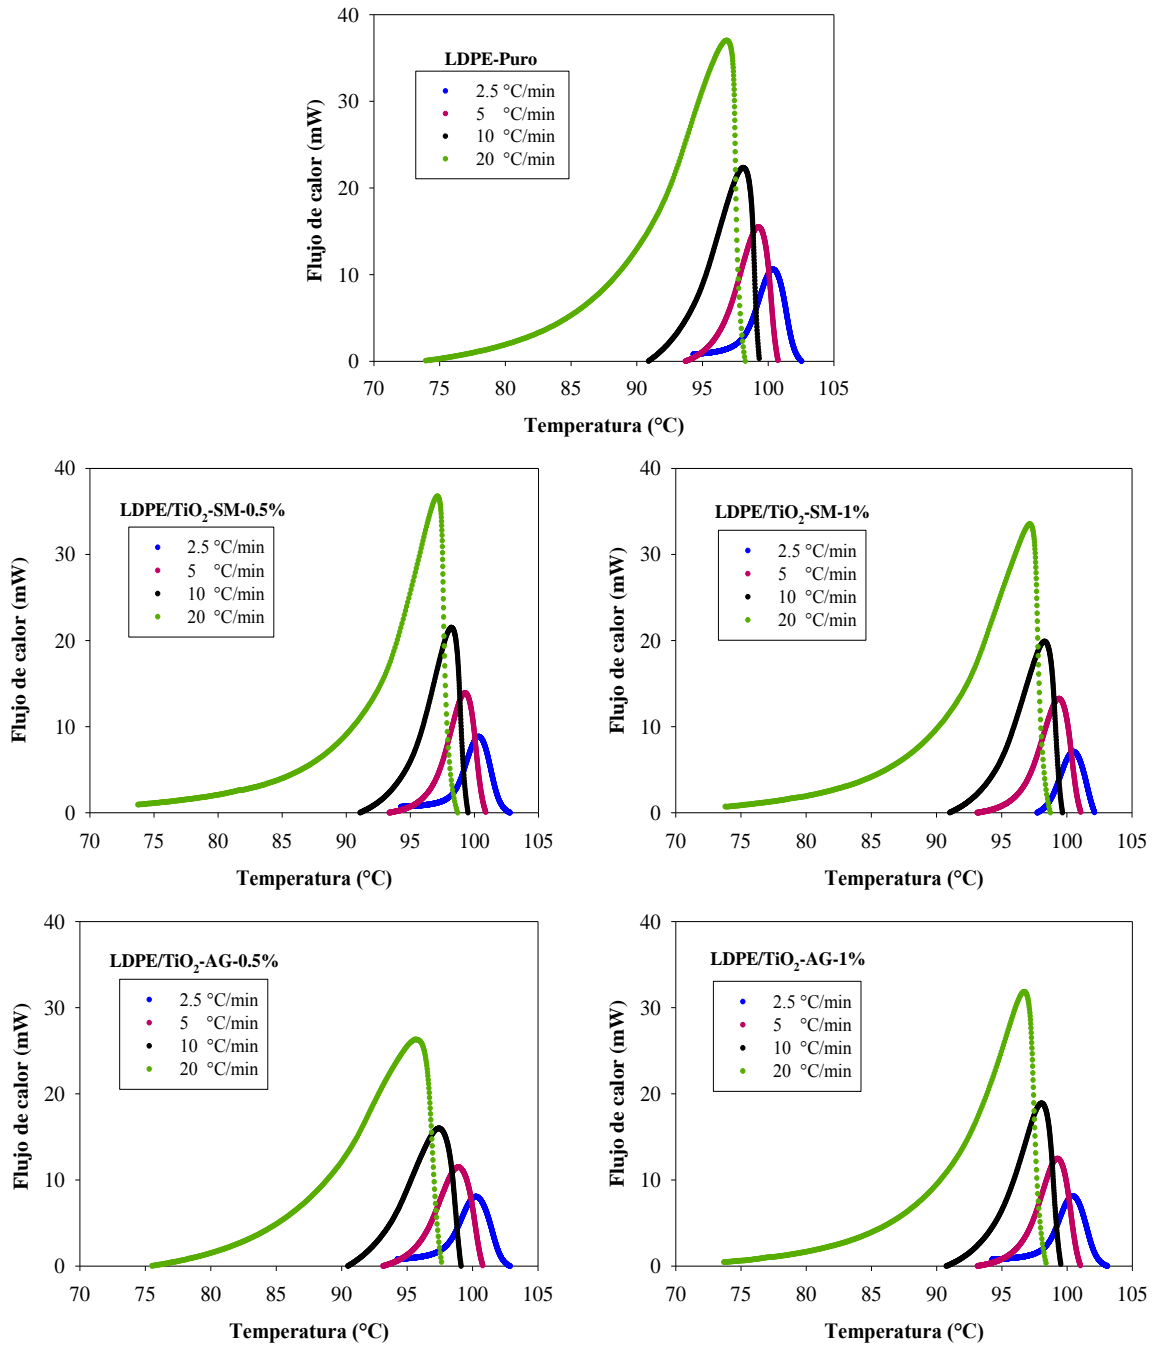 LDPE-Puro
2.5 °C/min
5 °C/min
10 °C/min
20 °C/min
Flujo de calor (mW)
40
30
20
10
0
70 75 80 85 90 95 100 105
Temperatura (°C)
LDPE/TiO₂-SM-0.5%
2.5 °C/min
5 °C/min
10 °C/min
20 °C/min
Flujo de calor (mW)
40
30
20
10
0
70 75 80 85 90 95 100 105
Temperatura (°C)
LDPE/TiO₂-SM-1%
2.5 °C/min
5 °C/min
10 °C/min
20 °C/min
Flujo de calor (mW)
40
30
20
10
0
70 75 80 85 90 95 100 105
Temperatura (°C)
LDPE/TiO₂-AG-0.5%
2.5 °C/min
5 °C/min
10 °C/min
20 °C/min
Flujo de calor (mW)
40
30
20
10
0
70 75 80 85 90 95 100 105
Temperatura (°C)
LDPE/TiO₂-AG-1%
2.5 °C/min
5 °C/min
10 °C/min
20 °C/min
Flujo de calor (mW)
40
30
20
10
0
70 75 80 85 90 95 100 105
Temperatura (°C)